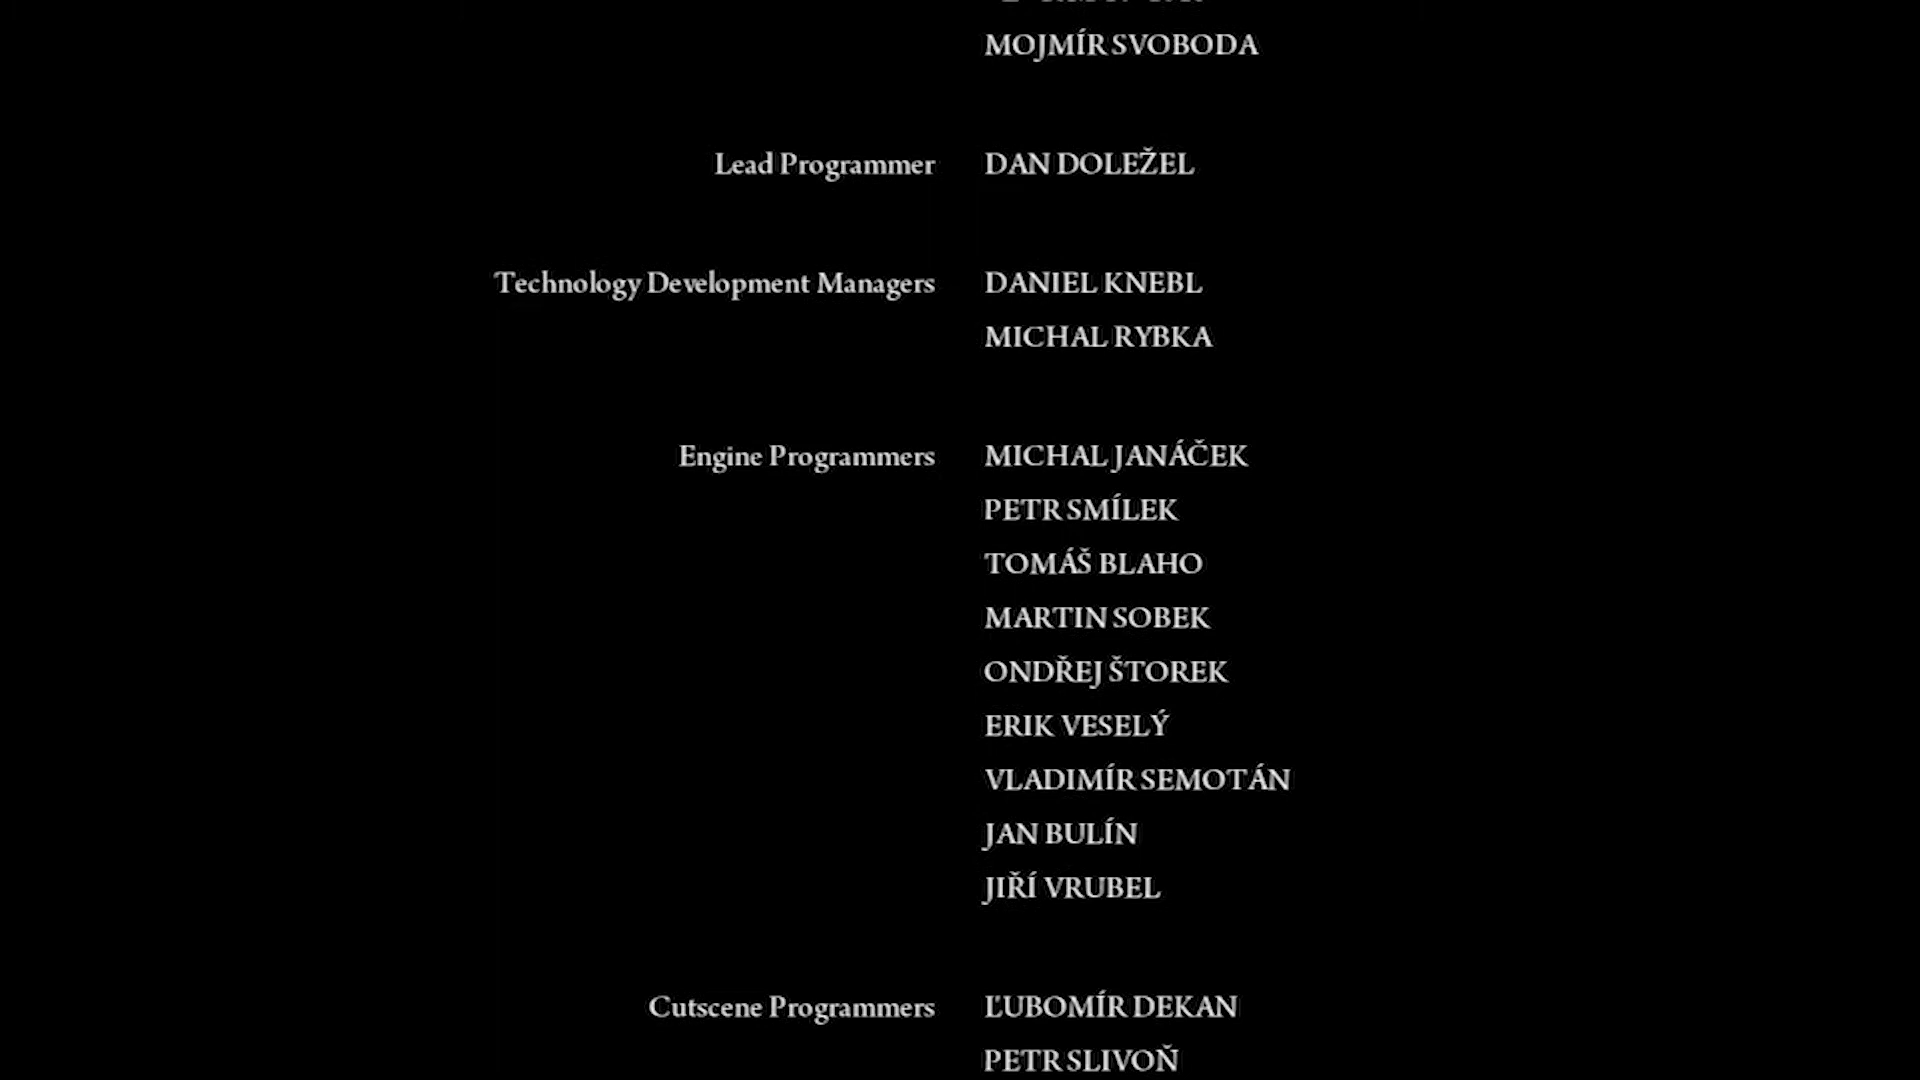 MOJMÍR SVOBODA
Lead Programmer DAN DOLEŽEL
Technology Development Managers DANIEL KNEBL
MICHAL RYBKA
Engine Programmers MICHAL JANÁČEK
PETR SMÍLEK
TOMÁŠ BLAHO
MARTIN SOBEK
ONDŘEJ ŠTOREK
ERIK VESELÝ
VLADIMÍR SEMOTÁN
JAN BULÍN
JIŘÍ VRUBEL
Cutscene Programmers ĽUBOMÍR DEKAN
PETR SLIVOŇ